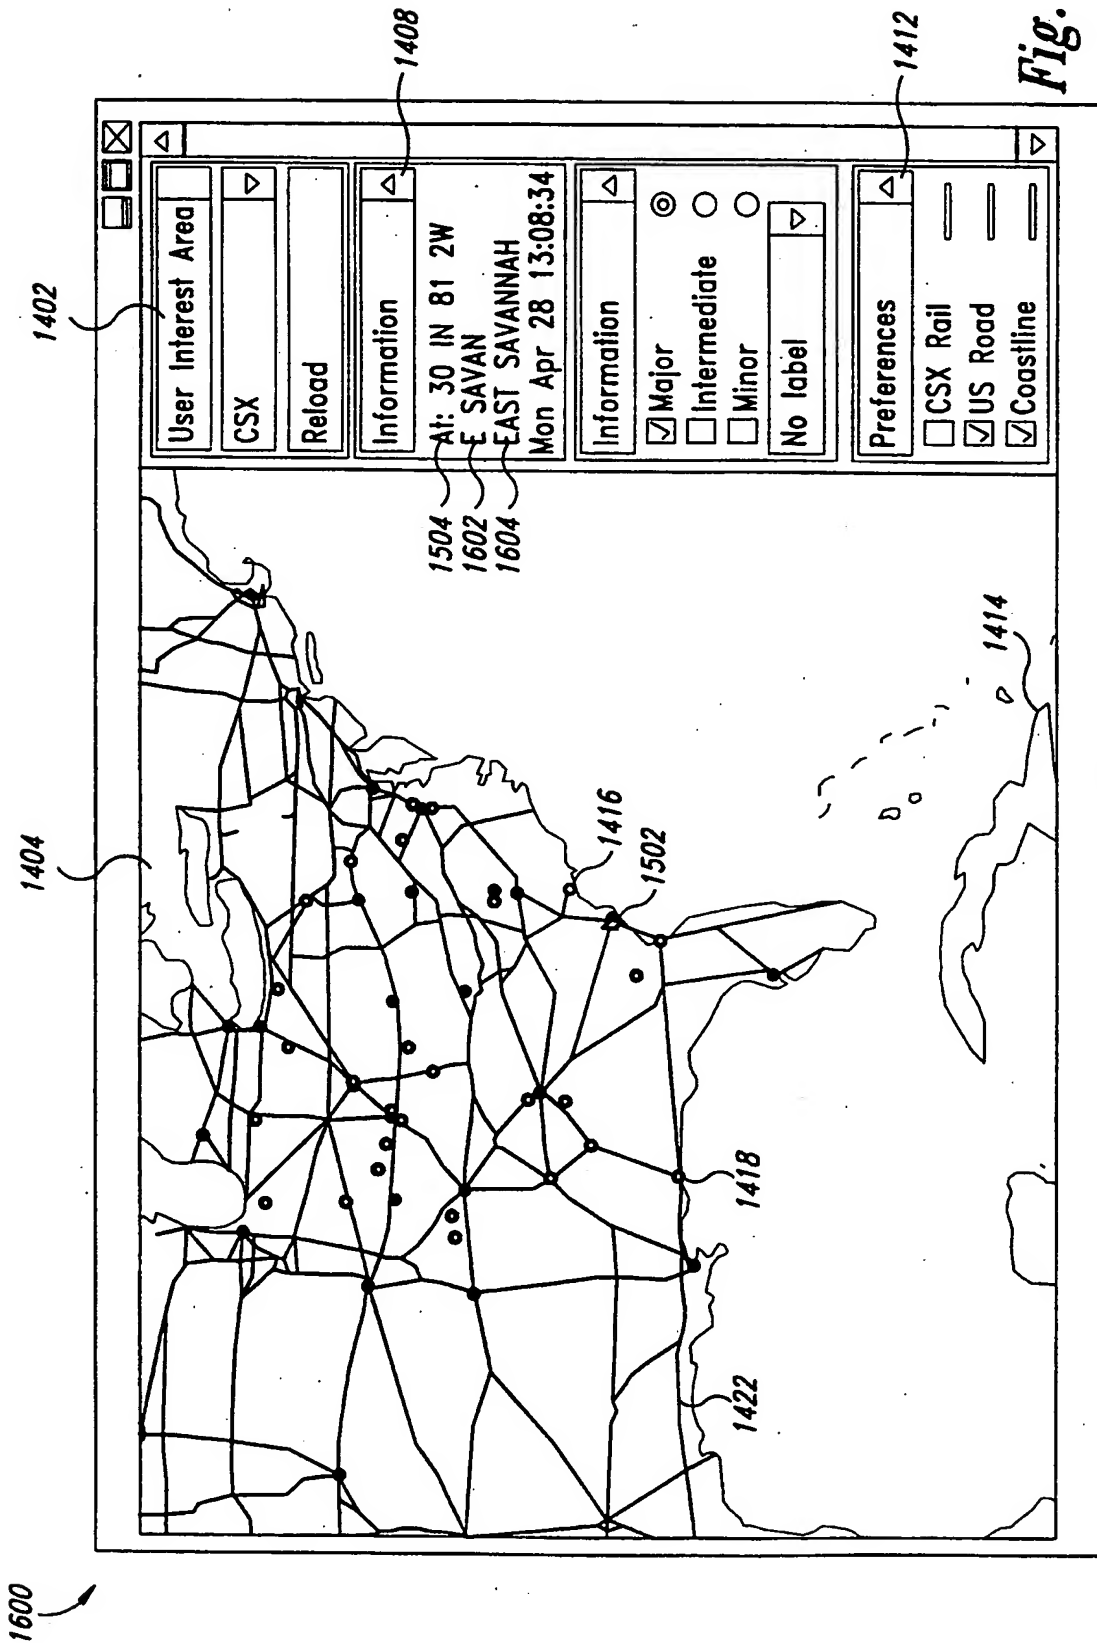 1600
1402
1404
User Interest Area
CSX
Reload
Information
1408
1504
At: 30 IN 81 2W
1602
E SAVAN
1604
EAST SAVANNAH
Mon Apr 28 13:08:34
Information
Major
Intermediate
Minor
No label
Preferences
1412
CSX Rail
US Road
Coastline
1416
1502
1414
1418
1422
Fig.